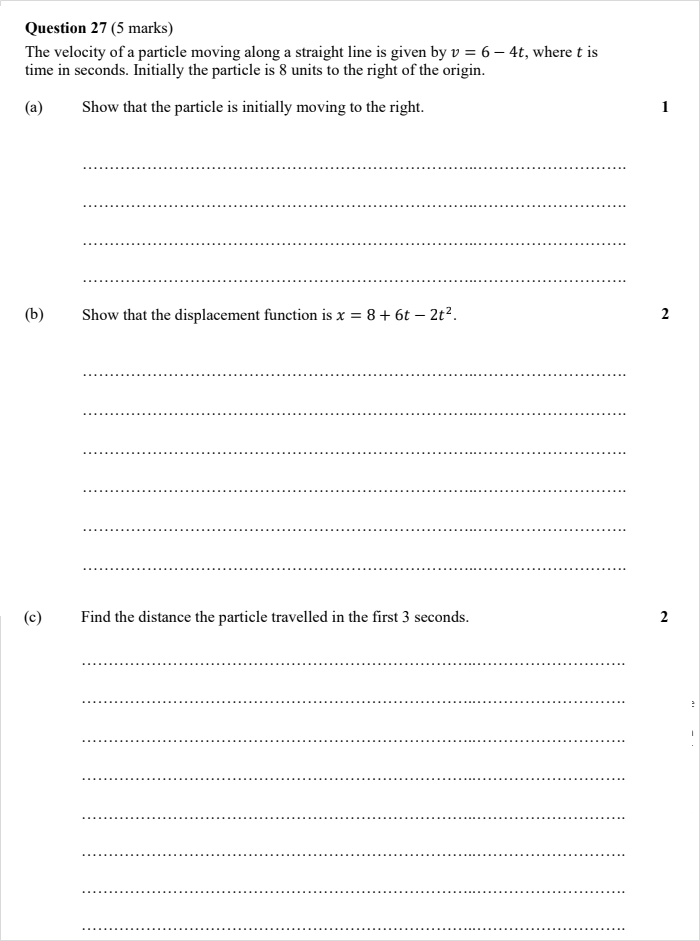 Question 27 (5 marks)
The velocity of a particle moving along a straight line is given by v = 6 − 4t, where t is
time in seconds. Initially the particle is 8 units to the right of the origin.
(a) Show that the particle is initially moving to the right. 1
(b) Show that the displacement function is x = 8 + 6t − 2t². 2
(c) Find the distance the particle travelled in the first 3 seconds. 2